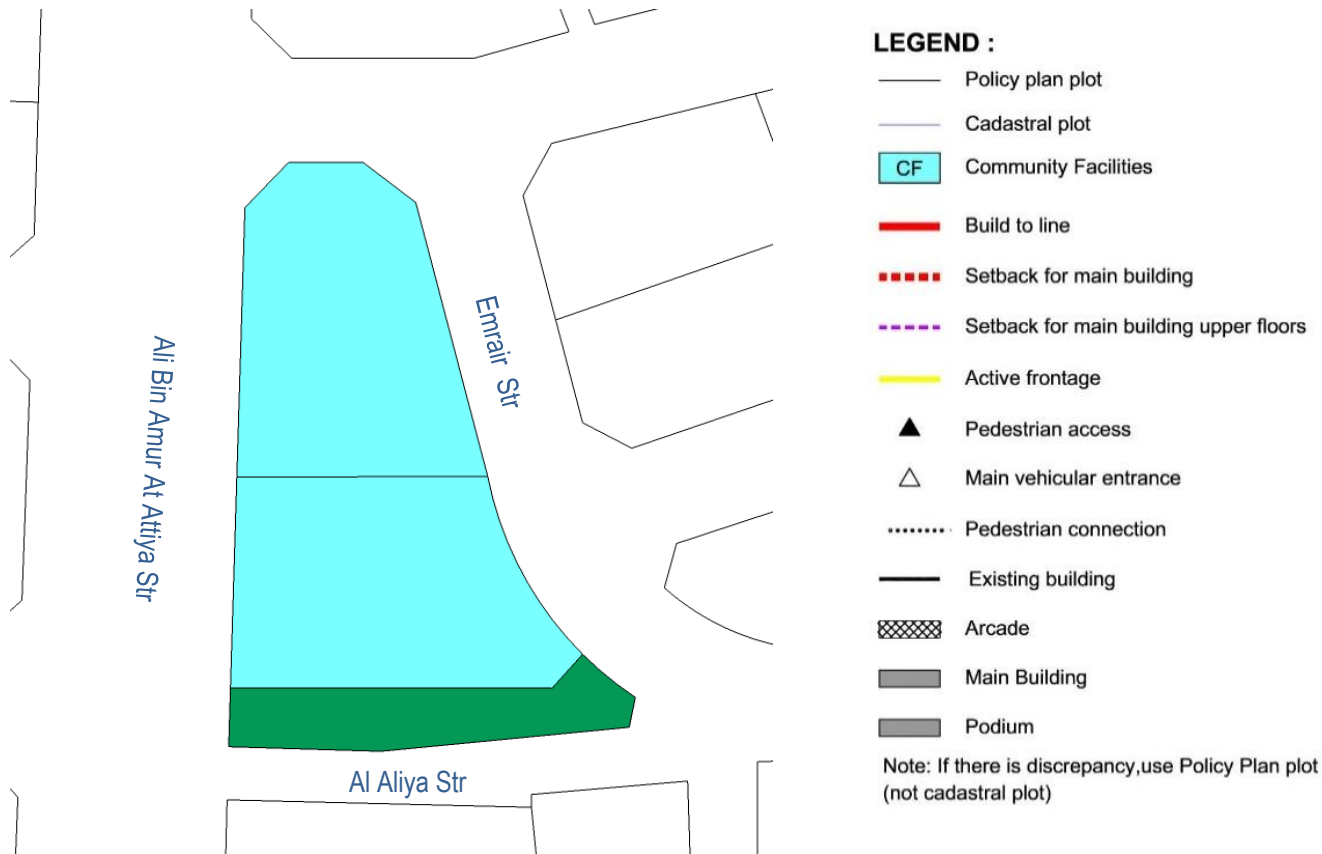 Ali Bin Amur At Attiya Str
Emrair Str
Al Aliya Str
LEGEND :
Policy plan plot
Cadastral plot
CF Community Facilities
Build to line
Setback for main building
Setback for main building upper floors
Active frontage
Pedestrian access
Main vehicular entrance
Pedestrian connection
Existing building
Arcade
Main Building
Podium
Note: If there is discrepancy,use Policy Plan plot
(not cadastral plot)